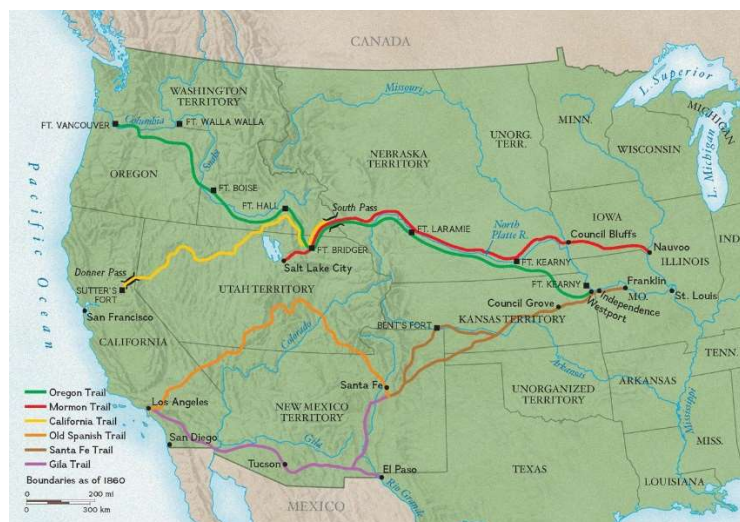 CANADA
L. Superior
WASHINGTON
TERRITORY
Missouri
MINN.
MICHIGAN
FT. VANCOUVER
Columbia
FT. WALLA WALLA
UNORG.
TERR.
WISCONSIN
L. Michigan
Snake
NEBRASKA
TERRITORY
OREGON
FT. BOISE
FT. HALL
South Pass
IOWA
FT. LARAMIE
North
Platte R.
Council Bluffs
Nauvoo
Pacific Ocean
FT. BRIDGER
FT. KEARNY
ILLINOIS
IND
Donner Pass
Salt Lake City
FT. KEARNY
Franklin
SUTTER'S
FORT
UTAH TERRITORY
Independence
MO.
St. Louis
Westport
Council Grove
San Francisco
Colorado
BENT'S FORT
KANSAS TERRITORY
CALIFORNIA
TENN.
Arkansas
Santa Fe
ARKANSAS
UNORGANIZED
TERRITORY
Mississippi
Oregon Trail
Mormon Trail
California Trail
Old Spanish Trail
Santa Fe Trail
Gila Trail
Los Angeles
NEW MEXICO
TERRITORY
San Diego
Gila
MISS.
Tucson
El Paso
TEXAS
Rio Grande
LOUISIANA
MEXICO
Boundaries as of 1860
0 200 mi
0 300 km